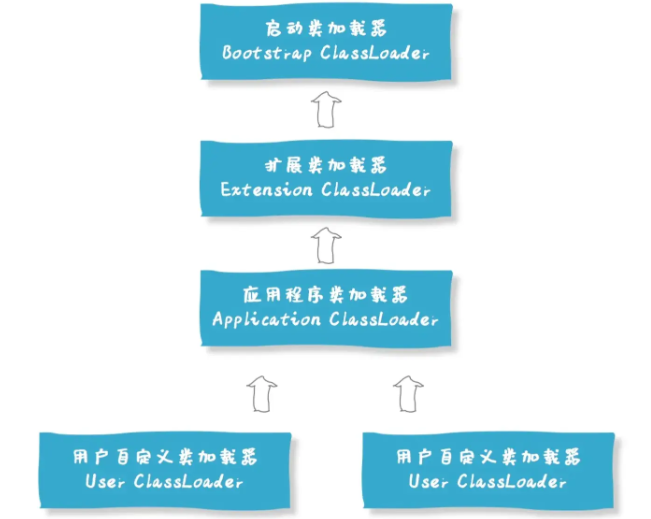 启动类加载器
Bootstrap ClassLoader
扩展类加载器
Extension ClassLoader
应用程序类加载器
Application ClassLoader
用户自定义类加载器
User ClassLoader
用户自定义类加载器
User ClassLoader